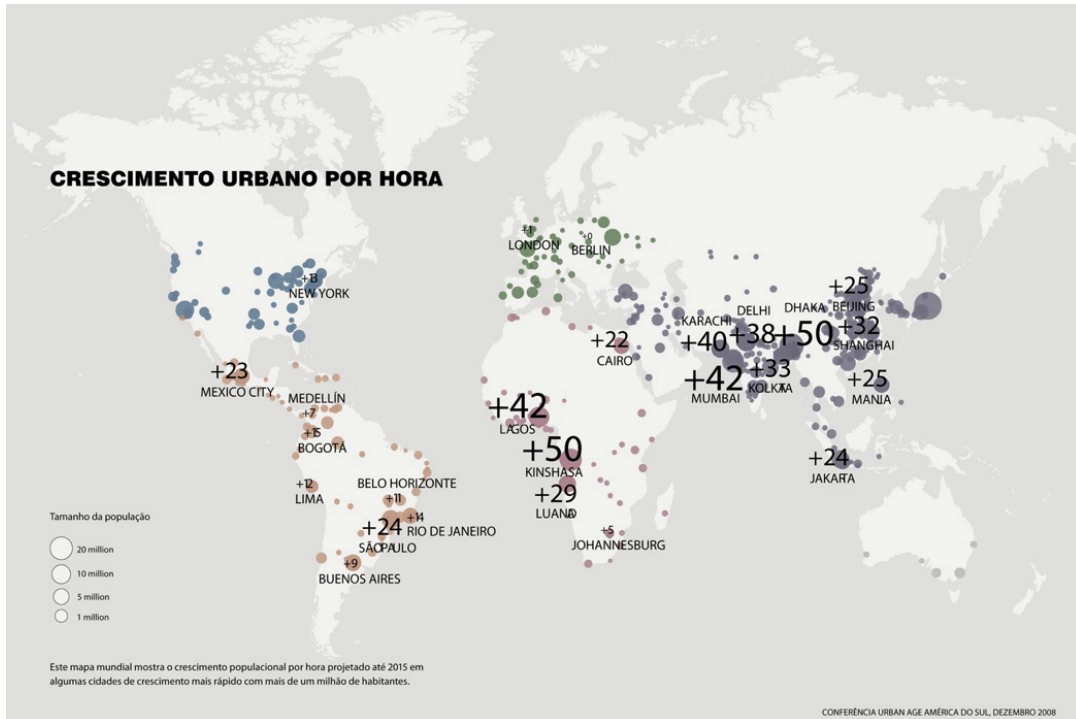 CRESCIMENTO URBANO POR HORA
+1
LONDON
+0
BERLIN
+13
NEW YORK
+25
BEIJING
DHAKA
+50
DELHI
+38
KARACHI
+40
+32
SHANGHAI
+22
CAIRO
+23
MEXICO CITY
+42
MUMBAI
+33
KOLKATA
+25
MANIA
MEDELLÍN
+7
+15
BOGOTÁ
+42
LAGOS
+50
KINSHASA
+24
JAKARTA
+12
LIMA
BELO HORIZONTE
+11
+29
LUANDA
+14
RIO DE JANEIRO
+24
SÃO PAULO
+5
JOHANNESBURG
+9
BUENOS AIRES
Tamanho da população
20 million
10 million
5 million
1 million
Este mapa mundial mostra o crescimento populacional por hora projetado até 2015 em
algumas cidades de crescimento mais rápido com mais de um milhão de habitantes.
CONFERÊNCIA URBAN AGE AMÉRICA DO SUL, DEZEMBRO 2008